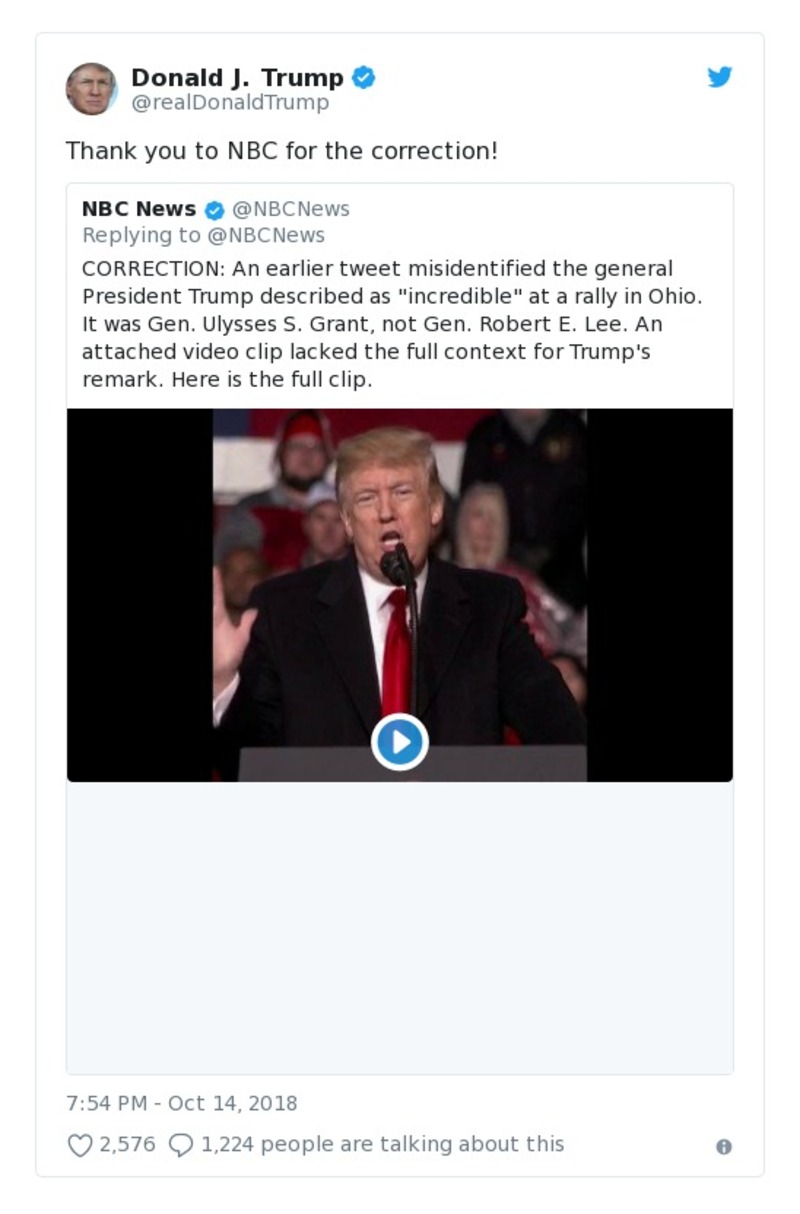 Donald J. Trump
@realDonaldTrump
Thank you to NBC for the correction!
NBC News @NBCNews
Replying to @NBCNews
CORRECTION: An earlier tweet misidentified the general
President Trump described as "incredible" at a rally in Ohio.
It was Gen. Ulysses S. Grant, not Gen. Robert E. Lee. An
attached video clip lacked the full context for Trump's
remark. Here is the full clip.
7:54 PM - Oct 14, 2018
2,576 1,224 people are talking about this